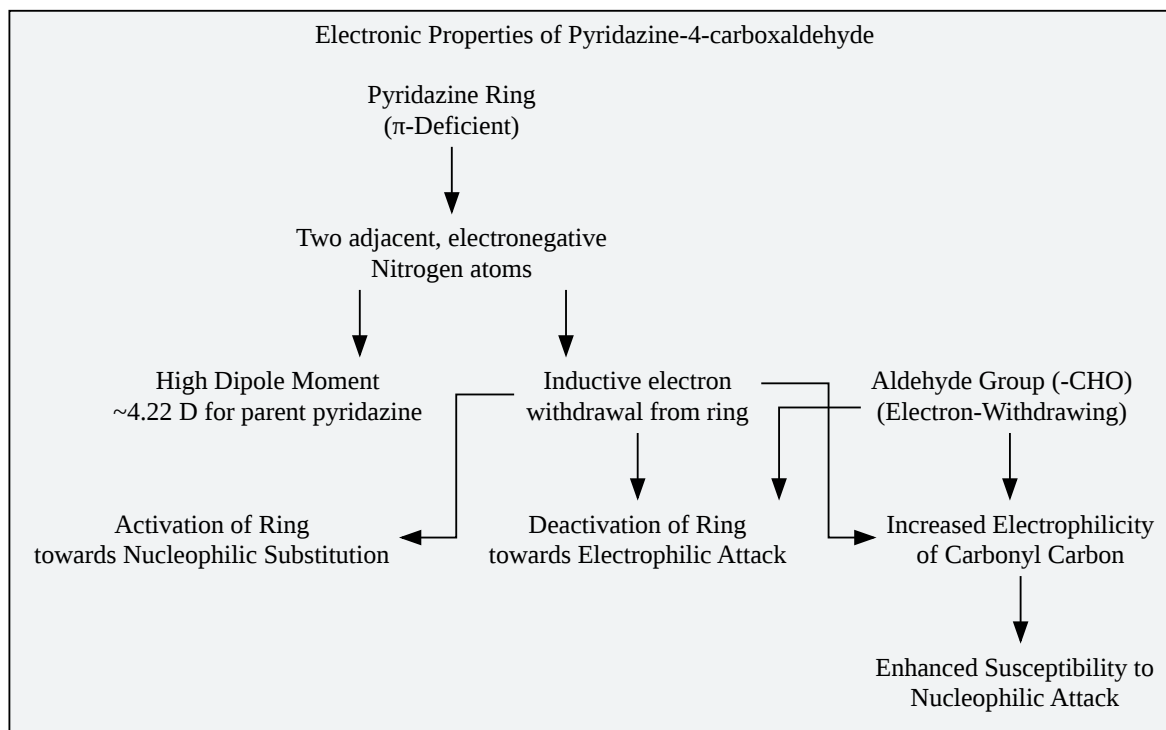 Electronic Properties of Pyridazine-4-carboxaldehyde
Pyridazine Ring
(π-Deficient)
Two adjacent, electronegative
Nitrogen atoms
High Dipole Moment
~4.22 D for parent pyridazine
Inductive electron
withdrawal from ring
Aldehyde Group (-CHO)
(Electron-Withdrawing)
Activation of Ring
towards Nucleophilic Substitution
Deactivation of Ring
towards Electrophilic Attack
Increased Electrophilicity
of Carbonyl Carbon
Enhanced Susceptibility to
Nucleophilic Attack